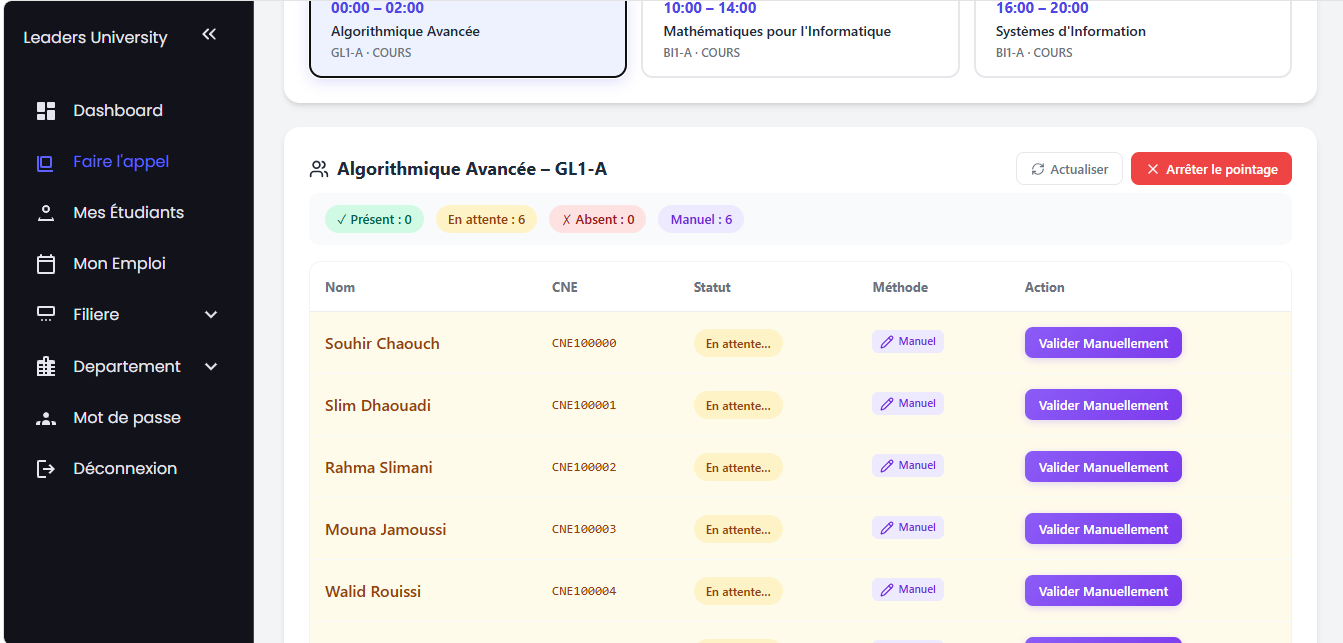 Leaders University
Dashboard
Faire l'appel
Mes Étudiants
Mon Emploi
Filiere
Departement
Mot de passe
Déconnexion
00:00 – 02:00
Algorithmique Avancée
GL1-A · COURS
10:00 – 14:00
Mathématiques pour l'Informatique
BI1-A · COURS
16:00 – 20:00
Systèmes d'Information
BI1-A · COURS
Algorithmique Avancée – GL1-A
Actualiser
Arrêter le pointage
✓ Présent : 0 En attente : 6 ✗ Absent : 0 Manuel : 6
Nom CNE Statut Méthode Action
Souhir Chaouch CNE100000 En attente... Manuel Valider Manuellement
Slim Dhaouadi CNE100001 En attente... Manuel Valider Manuellement
Rahma Slimani CNE100002 En attente... Manuel Valider Manuellement
Mouna Jamoussi CNE100003 En attente... Manuel Valider Manuellement
Walid Rouissi CNE100004 En attente... Manuel Valider Manuellement